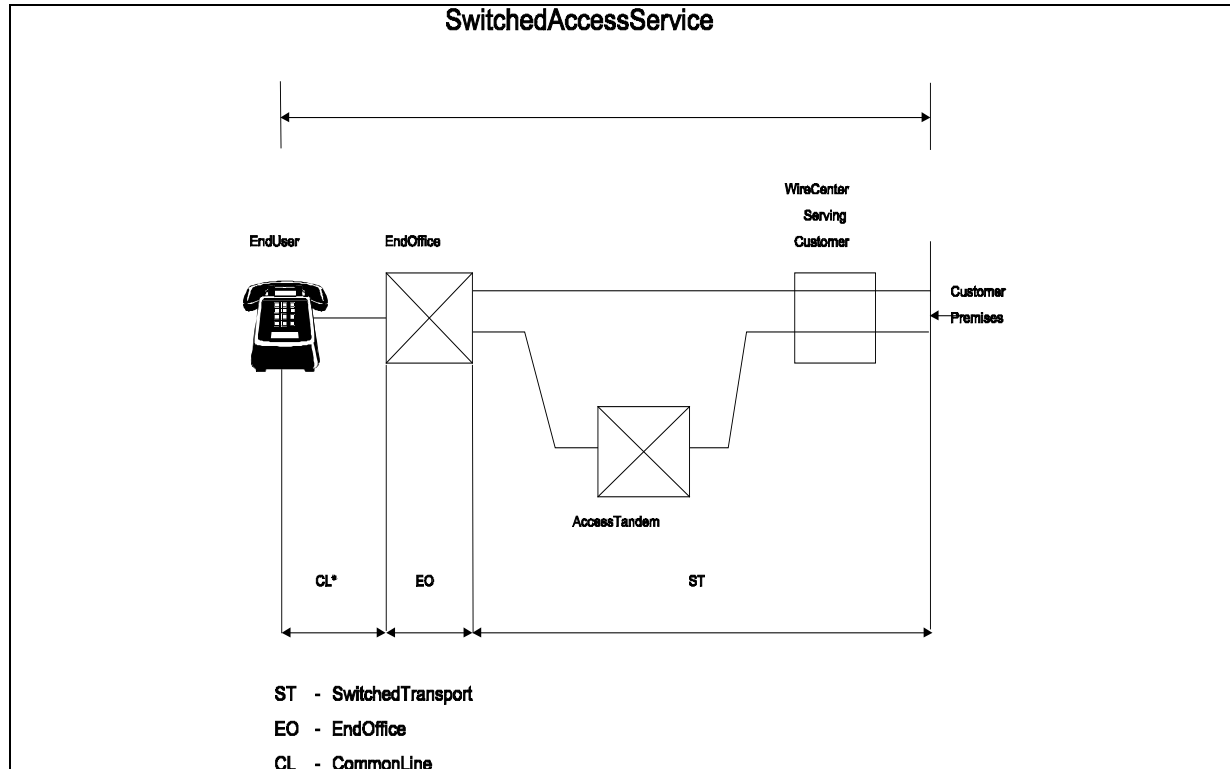 SwitchedAccessService
WireCenter
Serving
Customer
EndUser
EndOffice
Customer
Premises
AccessTandem
CL*
EO
ST
ST - SwitchedTransport
EO - EndOffice
CL - CommonLine